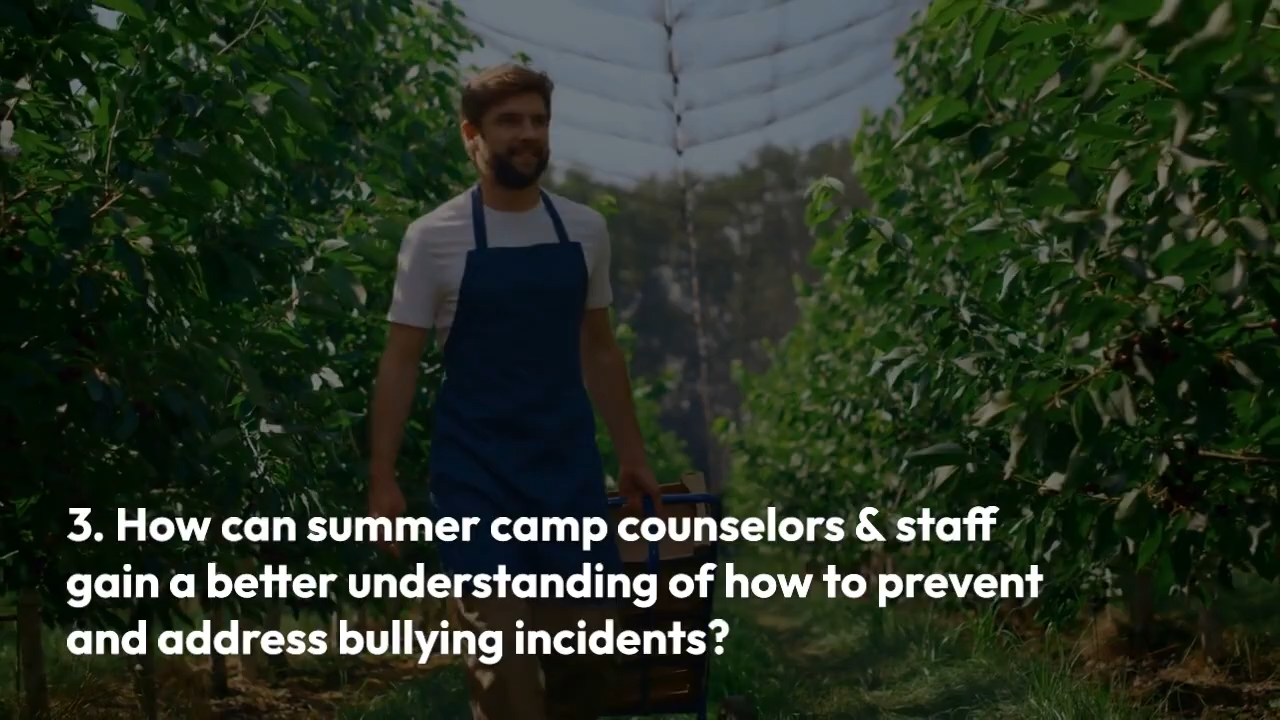 3. How can summer camp counselors & staff
gain a better understanding of how to prevent
and address bullying incidents?